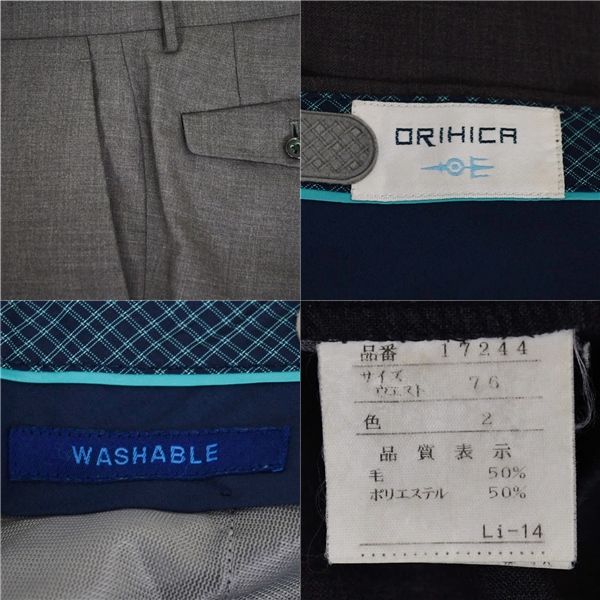 ORIHICA
WASHABLE
品番 17244
サイズ
ウエスト 76
色 2
品質表示
毛 50%
ポリエステル 50%
Li-14